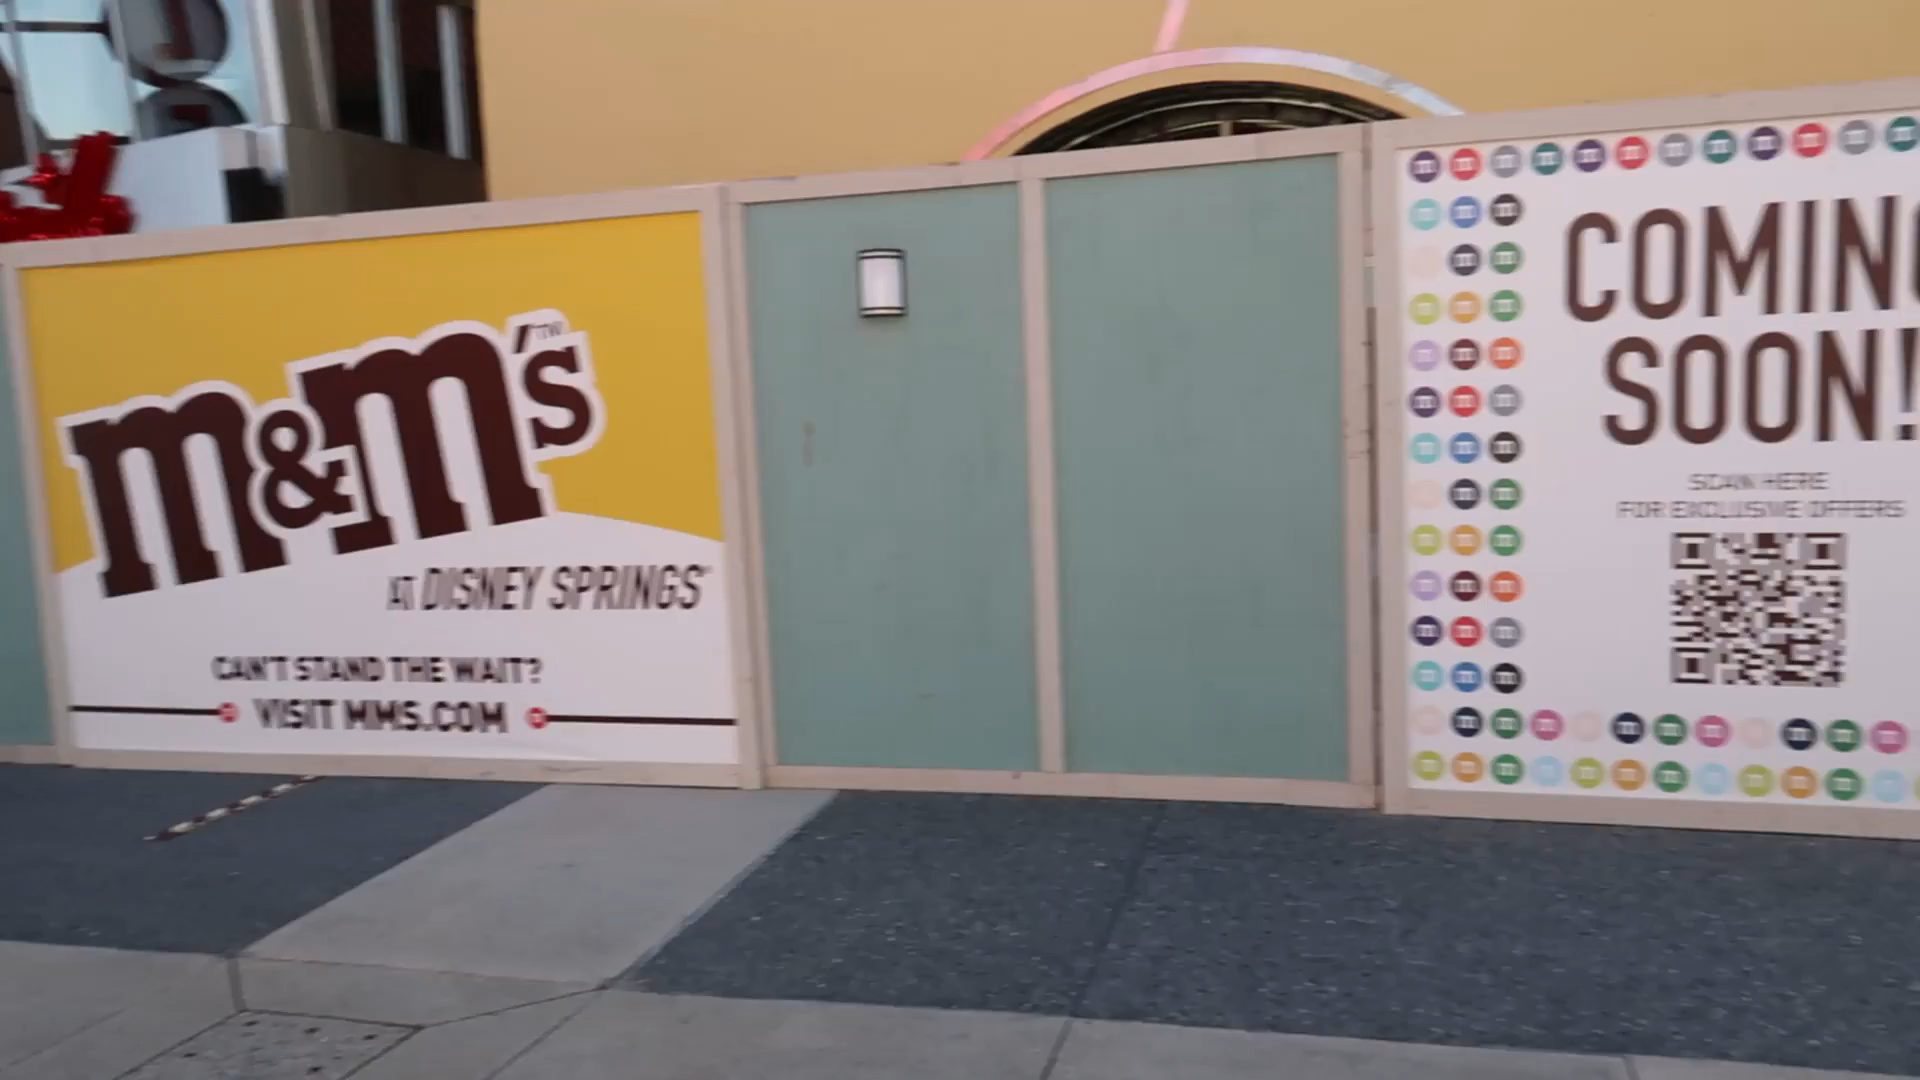 m&m's™
AT DISNEY SPRINGS
CAN'T STAND THE WAIT?
VISIT MMS.COM
COMING
SOON!
SCAN HERE
FOR EXCLUSIVE OFFERS